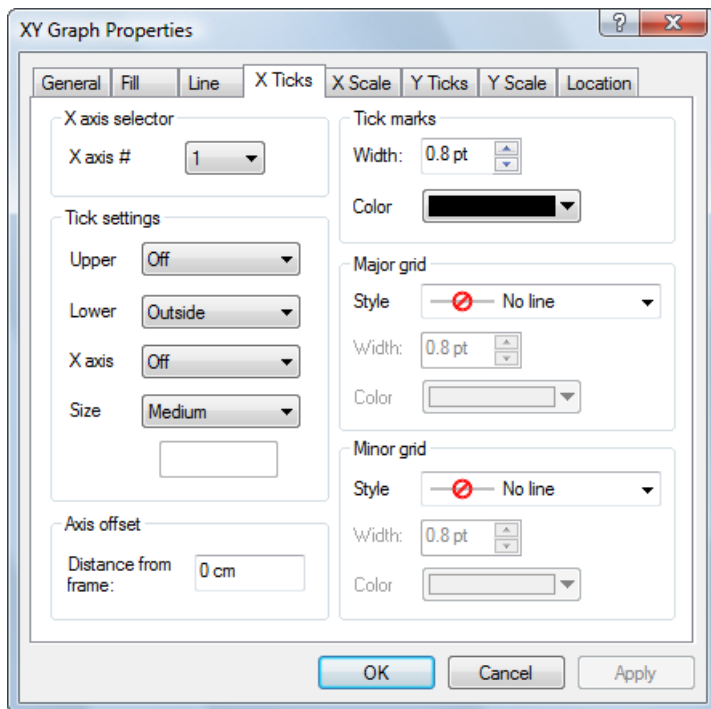 XY Graph Properties
General Fill Line X Ticks X Scale Y Ticks Y Scale Location
X axis selector
X axis # 1
Tick settings
Upper Off
Lower Outside
X axis Off
Size Medium
Axis offset
Distance from
frame: 0 cm
Tick marks
Width: 0.8 pt
Color
Major grid
Style No line
Width: 0.8 pt
Color
Minor grid
Style No line
Width: 0.8 pt
Color
OK Cancel Apply